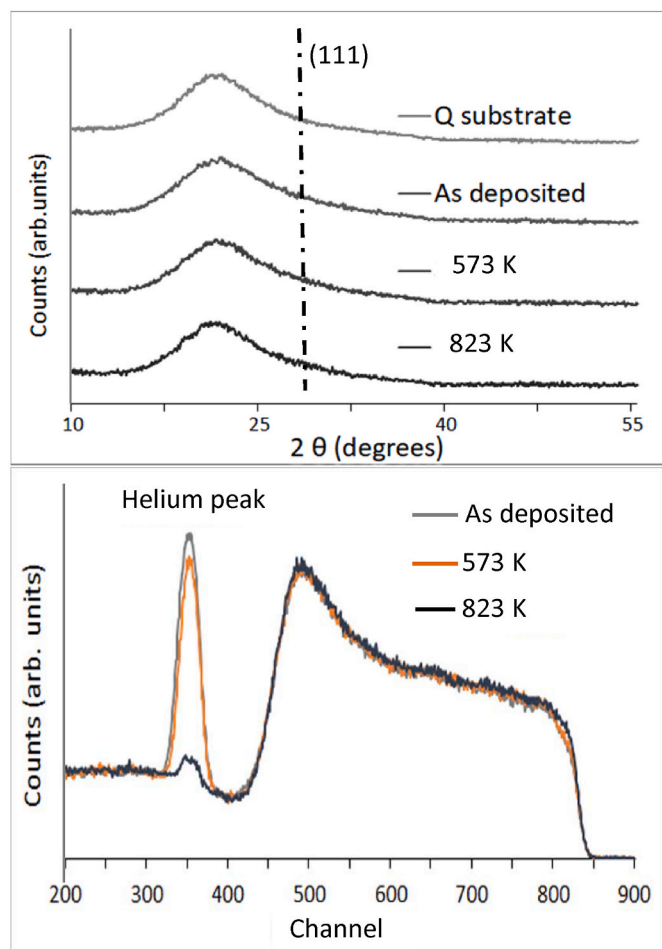 (111)
Q substrate
As deposited
573 K
823 K
Counts (arb.units)
10 25 40 55
2 θ (degrees)
Helium peak
As deposited
573 K
823 K
Counts (arb. units)
200 300 400 500 600 700 800 900
Channel